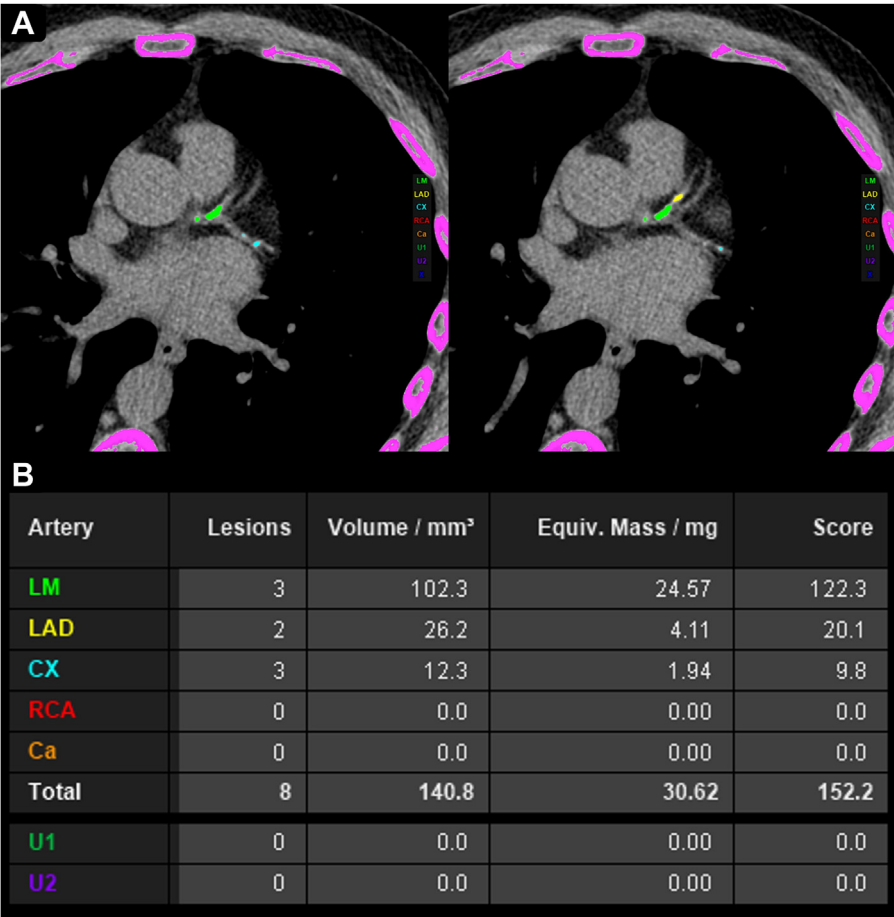 A
LM
LAD
CX
RCA
Ca
U1
U2
LM
LAD
CX
RCA
Ca
U1
U2
B
Artery Lesions Volume / mm³ Equiv. Mass / mg Score
LM 3 102.3 24.57 122.3
LAD 2 26.2 4.11 20.1
CX 3 12.3 1.94 9.8
RCA 0 0.0 0.00 0.0
Ca 0 0.0 0.00 0.0
Total 8 140.8 30.62 152.2
U1 0 0.0 0.00 0.0
U2 0 0.0 0.00 0.0